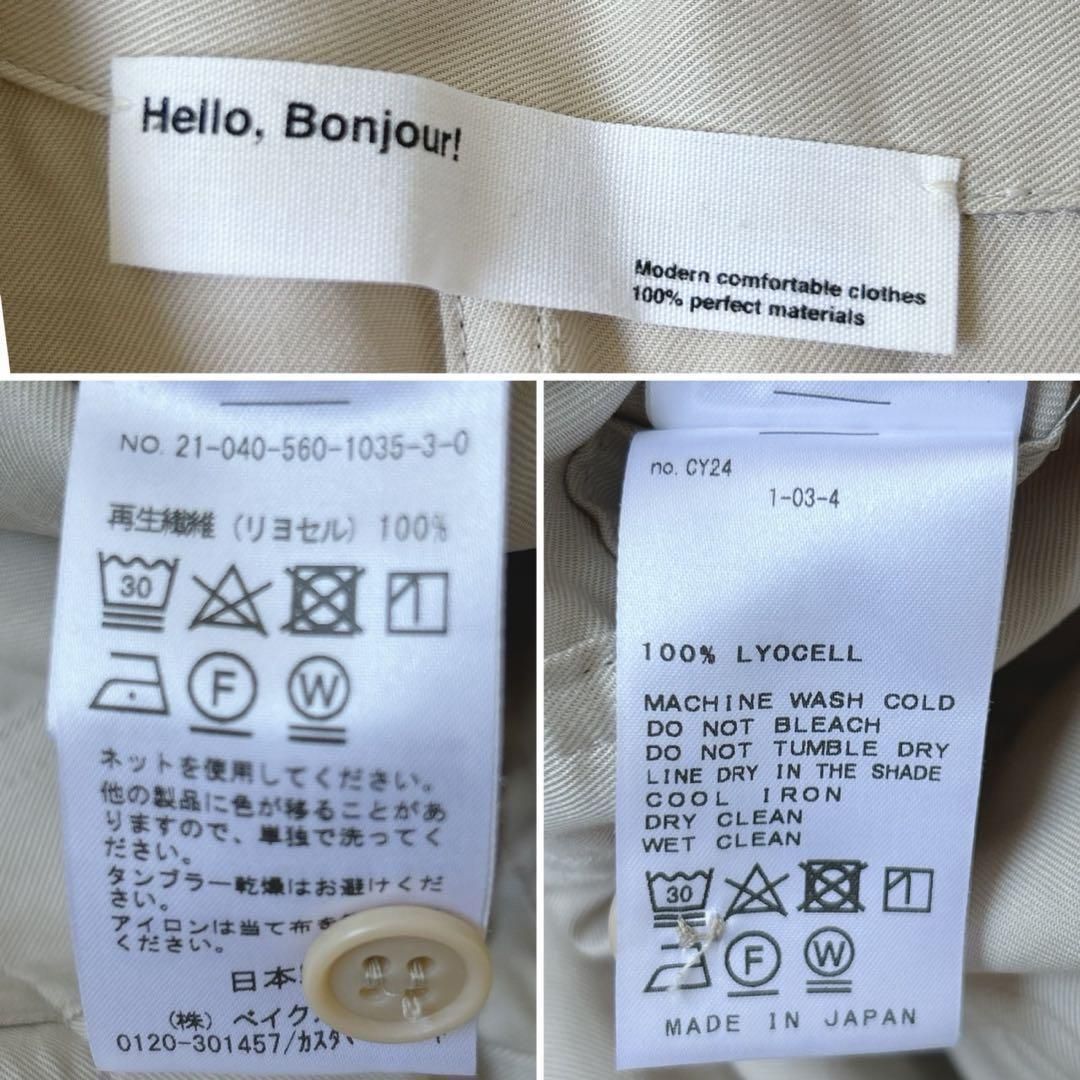 Hello, Bonjour!
Modern comfortable clothes
100% perfect materials
NO. 21-040-560-1035-3-0
再生繊維 (リヨセル) 100%
30
F
W
ネットを使用してください。
他の製品に色が移ることがあ
りますので、単独で洗ってく
ださい。
タンブラー乾燥はお避けくだ
さい。
アイロンは当て布を
ください。
日本
(株) ベイク
0120-301457/カスタ
no. CY24
1-03-4
100% LYOCELL
MACHINE WASH COLD
DO NOT BLEACH
DO NOT TUMBLE DRY
LINE DRY IN THE SHADE
COOL IRON
DRY CLEAN
WET CLEAN
30
F
W
MADE IN JAPAN